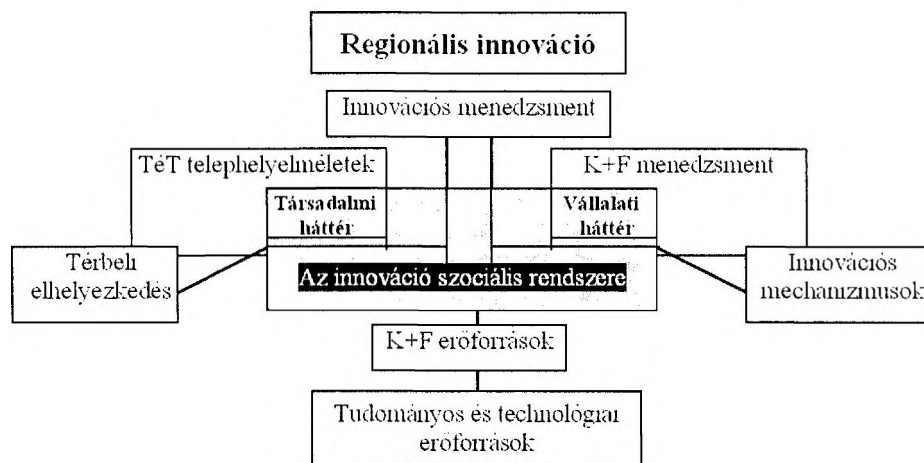 Regionális innováció
Innovációs menedzsment
TéT telephelyelméletek
K+F menedzsment
Társadalmi
háttér
Vállalati
háttér
Térbeli
elhelyezkedés
Az innováció szociális rendszere
Innovációs
mechanizmusok
K+F erőforrások
Tudományos és technológiai
erőforrások